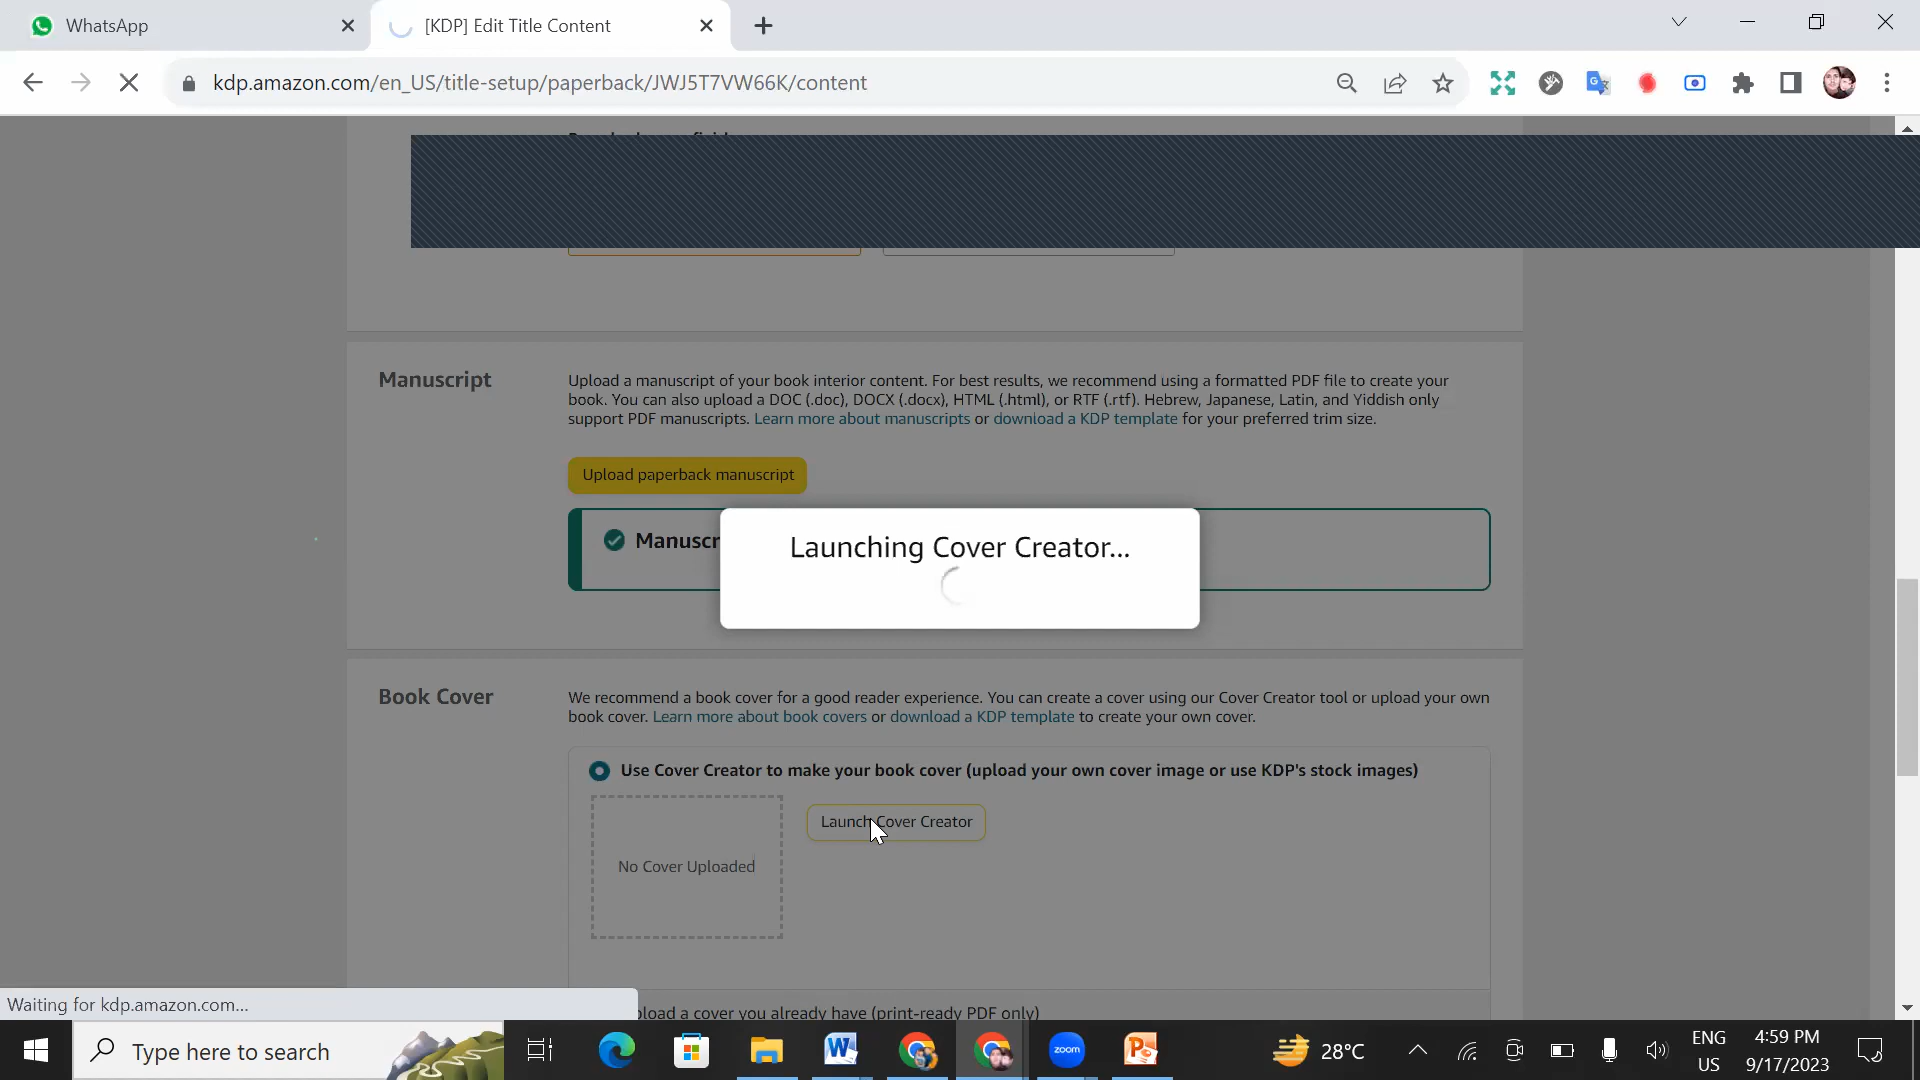 WhatsApp
[KDP] Edit Title Content
kdp.amazon.com/en_US/title-setup/paperback/JWJ5T7VW66K/content
Manuscript
Upload a manuscript of your book interior content. For best results, we recommend using a formatted PDF file to create your
book. You can also upload a DOC (.doc), DOCX (.docx), HTML (.html), or RTF (.rtf). Hebrew, Japanese, Latin, and Yiddish only
support PDF manuscripts. Learn more about manuscripts or download a KDP template for your preferred trim size.
Upload paperback manuscript
Manuscr
Launching Cover Creator...
Book Cover
We recommend a book cover for a good reader experience. You can create a cover using our Cover Creator tool or upload your own
book cover. Learn more about book covers or download a KDP template to create your own cover.
Use Cover Creator to make your book cover (upload your own cover image or use KDP's stock images)
Launch Cover Creator
No Cover Uploaded
pload a cover you already have (print-ready PDF only)
Waiting for kdp.amazon.com...
Type here to search
zoom
28°C
ENG
US
4:59 PM
9/17/2023